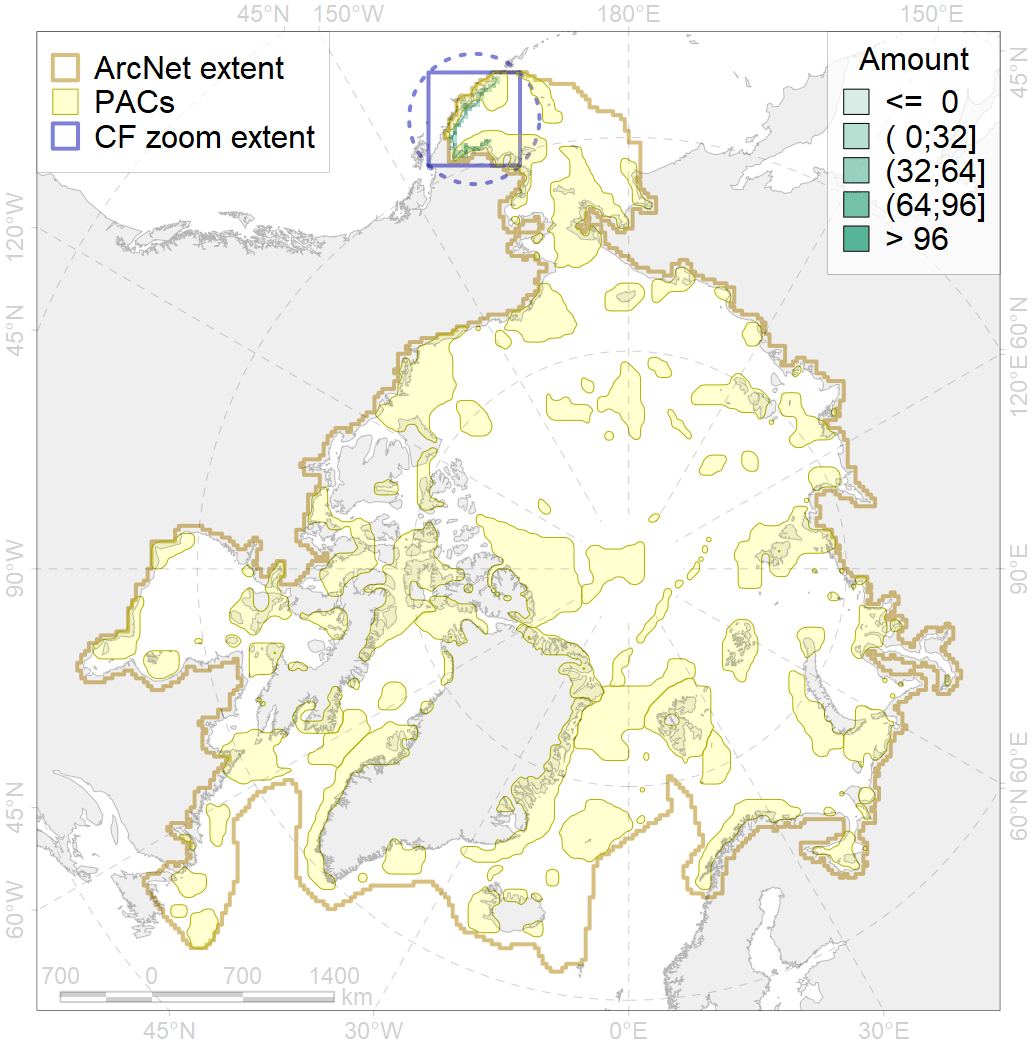 45°N 150°W 180°E 150°E
ArcNet extent
PACs
CF zoom extent
Amount
<= 0
( 0;32]
(32;64]
(64;96]
> 96
45°N
120°W
45°N
90°W
45°N
60°W
60°N
120°E
90°E
60°E
60°N
700 0 700 1400
km
45°N 30°W 0°E 30°E